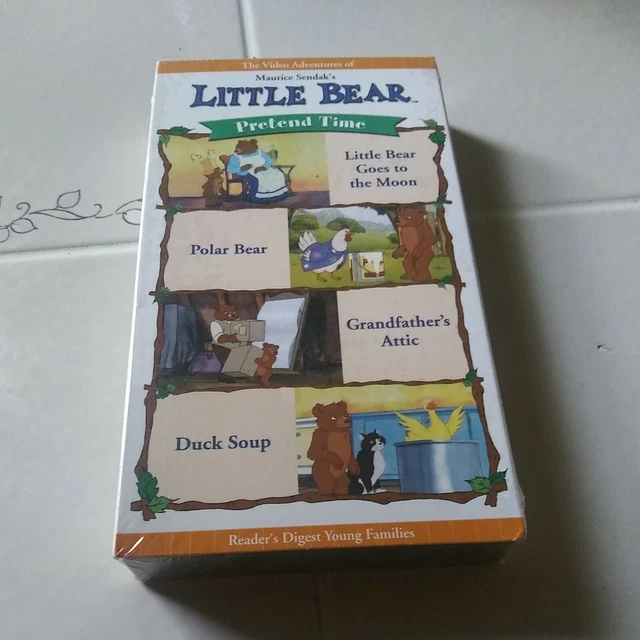 The Video Adventures of
Maurice Sendak's
LITTLE BEAR™
Pretend Time
Little Bear
Goes to
the Moon
Polar Bear
Grandfather's
Attic
Duck Soup
Reader's Digest Young Families